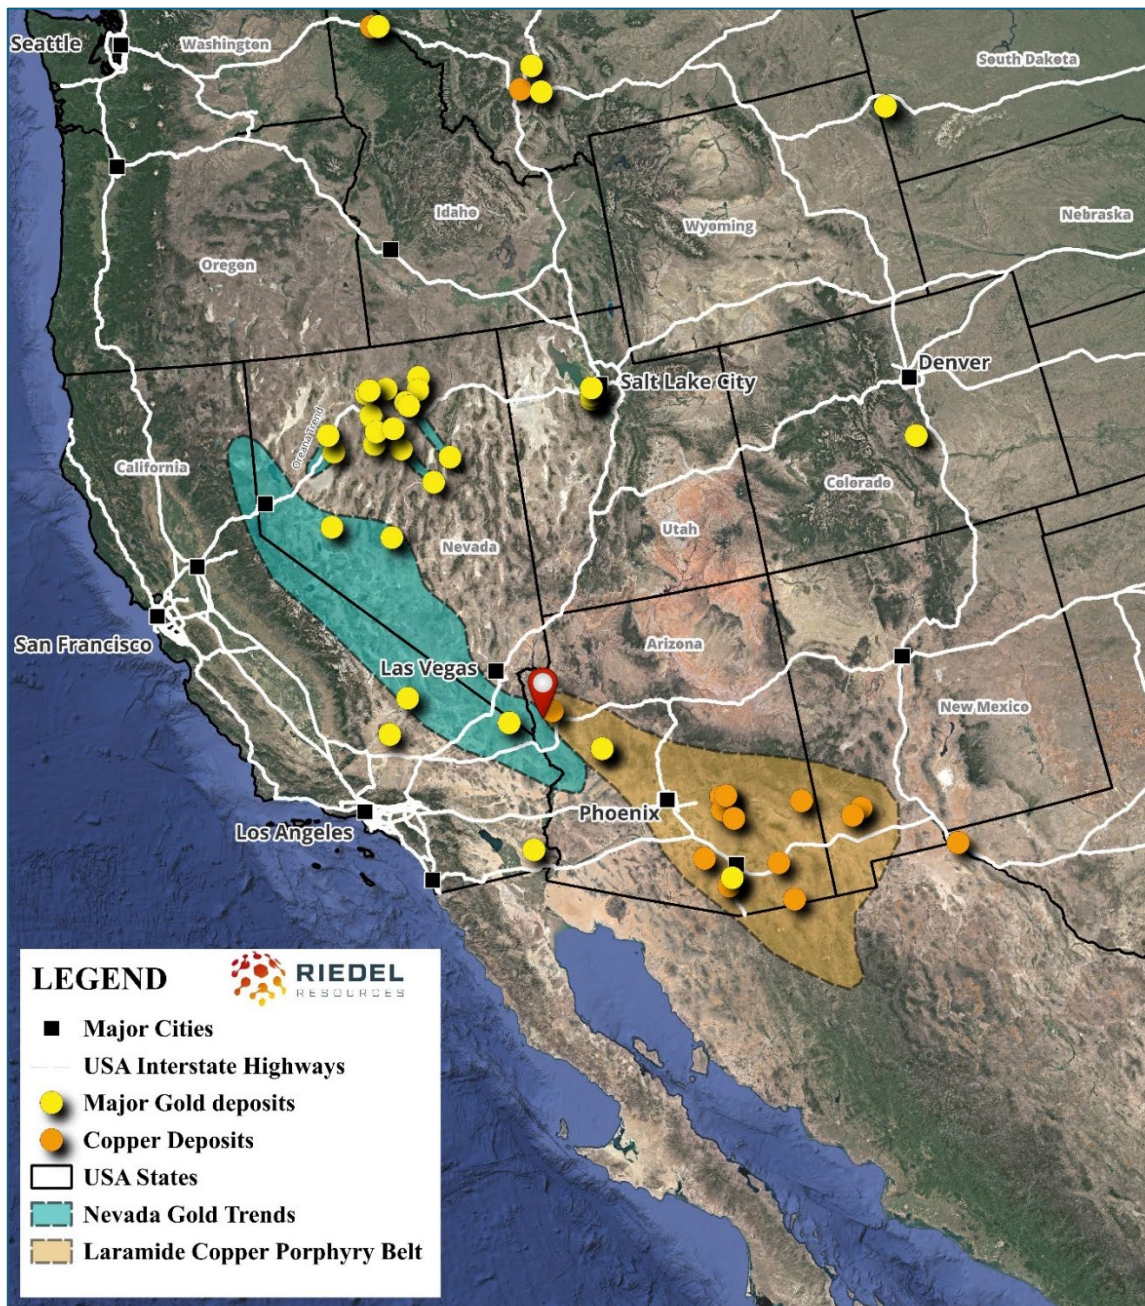 Seattle
Washington
South Dakota
Idaho
Wyoming
Nebraska
Oregon
Denver
Salt Lake City
Oreana Trend
California
Colorado
Utah
Nevada
San Francisco
Arizona
Las Vegas
New Mexico
Phoenix
Los Angeles
LEGEND
RIEDEL
RESOURCES
Major Cities
USA Interstate Highways
Major Gold deposits
Copper Deposits
USA States
Nevada Gold Trends
Laramide Copper Porphyry Belt